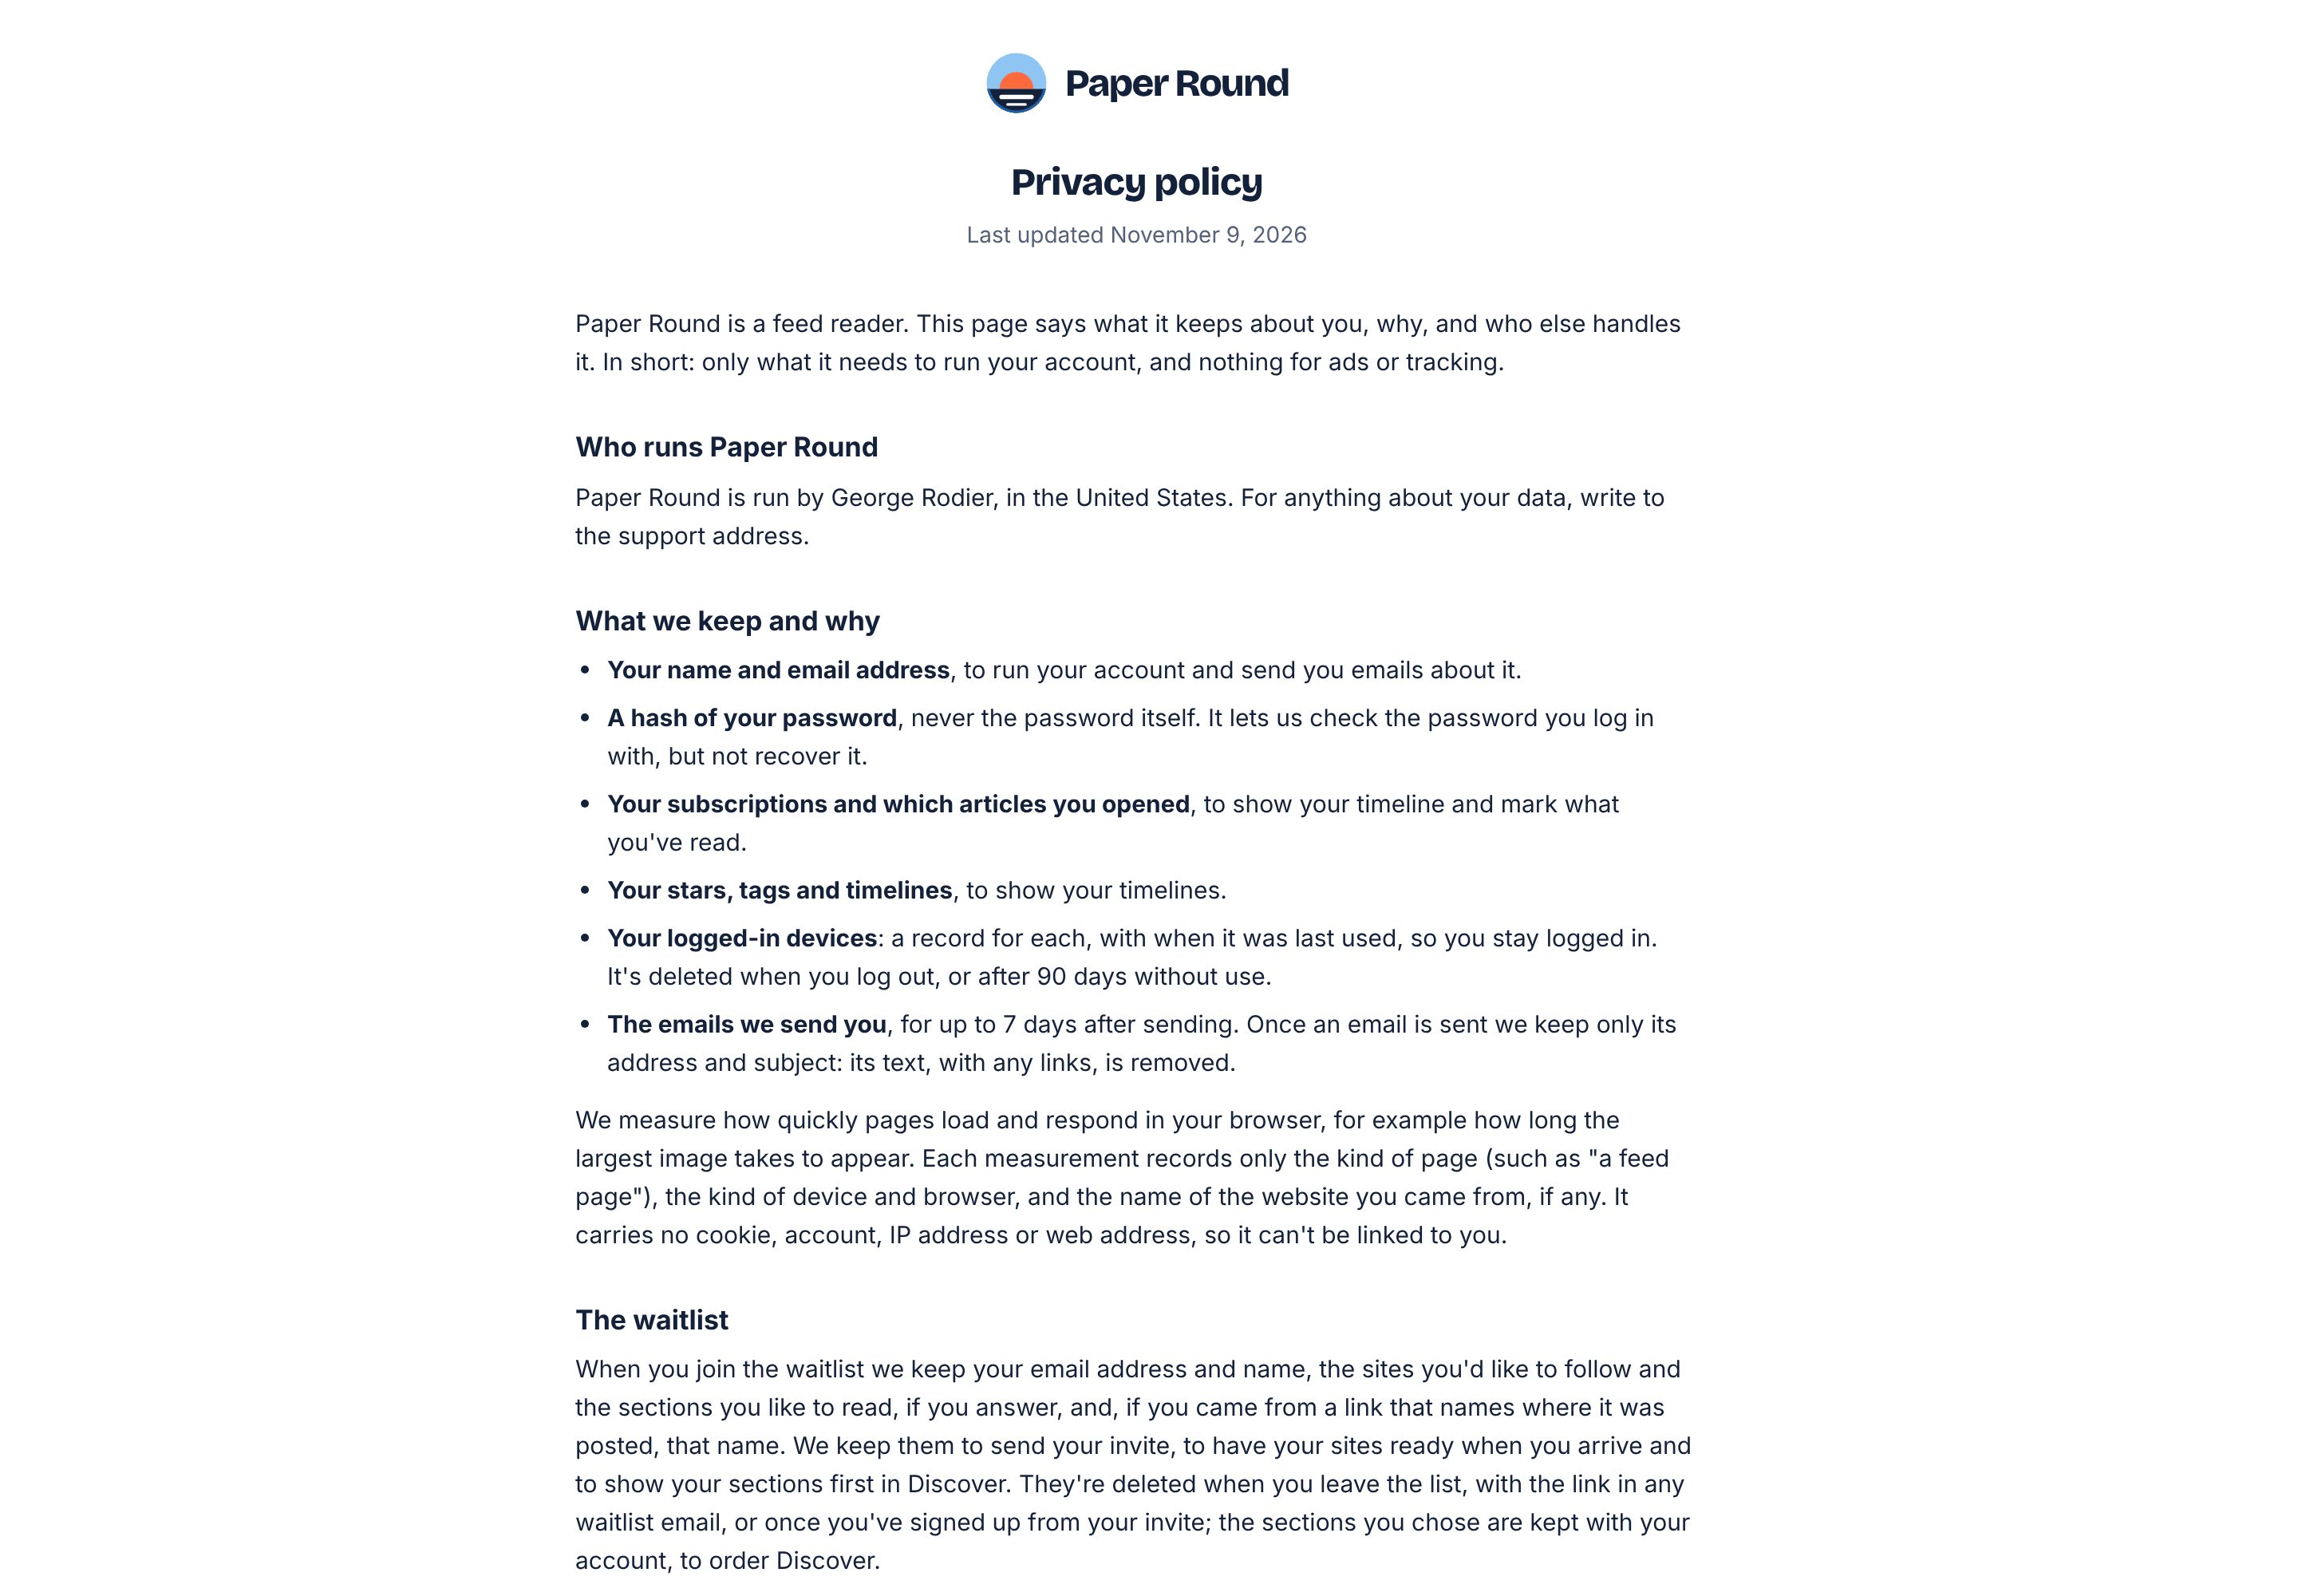 Paper Round
Privacy policy
Last updated November 9, 2026
Paper Round is a feed reader. This page says what it keeps about you, why, and who else handles
it. In short: only what it needs to run your account, and nothing for ads or tracking.
Who runs Paper Round
Paper Round is run by George Rodier, in the United States. For anything about your data, write to
the support address.
What we keep and why
• Your name and email address, to run your account and send you emails about it.
• A hash of your password, never the password itself. It lets us check the password you log in
with, but not recover it.
• Your subscriptions and which articles you opened, to show your timeline and mark what
you've read.
• Your stars, tags and timelines, to show your timelines.
• Your logged-in devices: a record for each, with when it was last used, so you stay logged in.
It's deleted when you log out, or after 90 days without use.
• The emails we send you, for up to 7 days after sending. Once an email is sent we keep only its
address and subject: its text, with any links, is removed.
We measure how quickly pages load and respond in your browser, for example how long the
largest image takes to appear. Each measurement records only the kind of page (such as "a feed
page"), the kind of device and browser, and the name of the website you came from, if any. It
carries no cookie, account, IP address or web address, so it can't be linked to you.
The waitlist
When you join the waitlist we keep your email address and name, the sites you'd like to follow and
the sections you like to read, if you answer, and, if you came from a link that names where it was
posted, that name. We keep them to send your invite, to have your sites ready when you arrive and
to show your sections first in Discover. They're deleted when you leave the list, with the link in any
waitlist email, or once you've signed up from your invite; the sections you chose are kept with your
account, to order Discover.